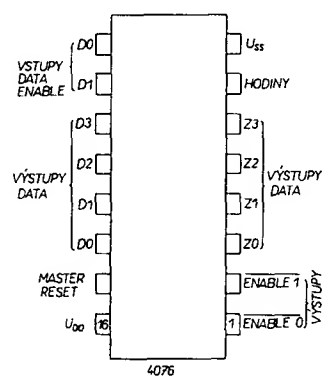 D0 U_SS
VSTUPY DATA ENABLE
D1 HODINY
D3 Z3
D2 Z2
VÝSTUPY DATA
VÝSTUPY DATA
D1 Z1
D0 Z0
MASTER RESET ENABLE 1
U_DD 16 1 ENABLE 0
VÝSTUPY
4076